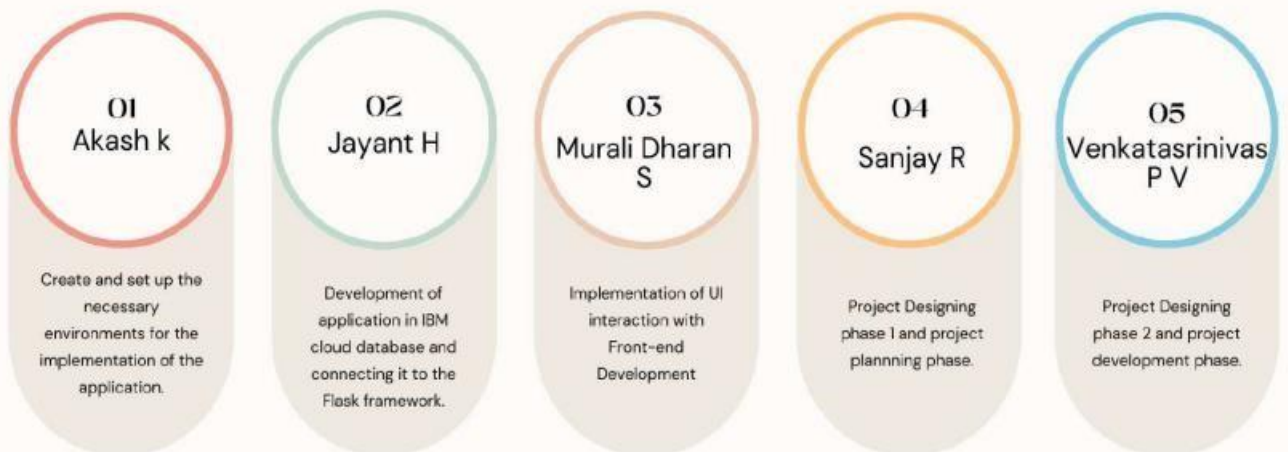 01
Akash k
Create and set up the
necessary
environments for the
implementation of the
application.
02
Jayant H
Development of
application in IBM
cloud database and
connecting it to the
Flask framework.
03
Murali Dharan
S
Implementation of UI
interaction with
Front-end
Development
04
Sanjay R
Project Designing
phase 1 and project
plannning phase.
05
Venkatasrinivas
P V
Project Designing
phase 2 and project
development phase.